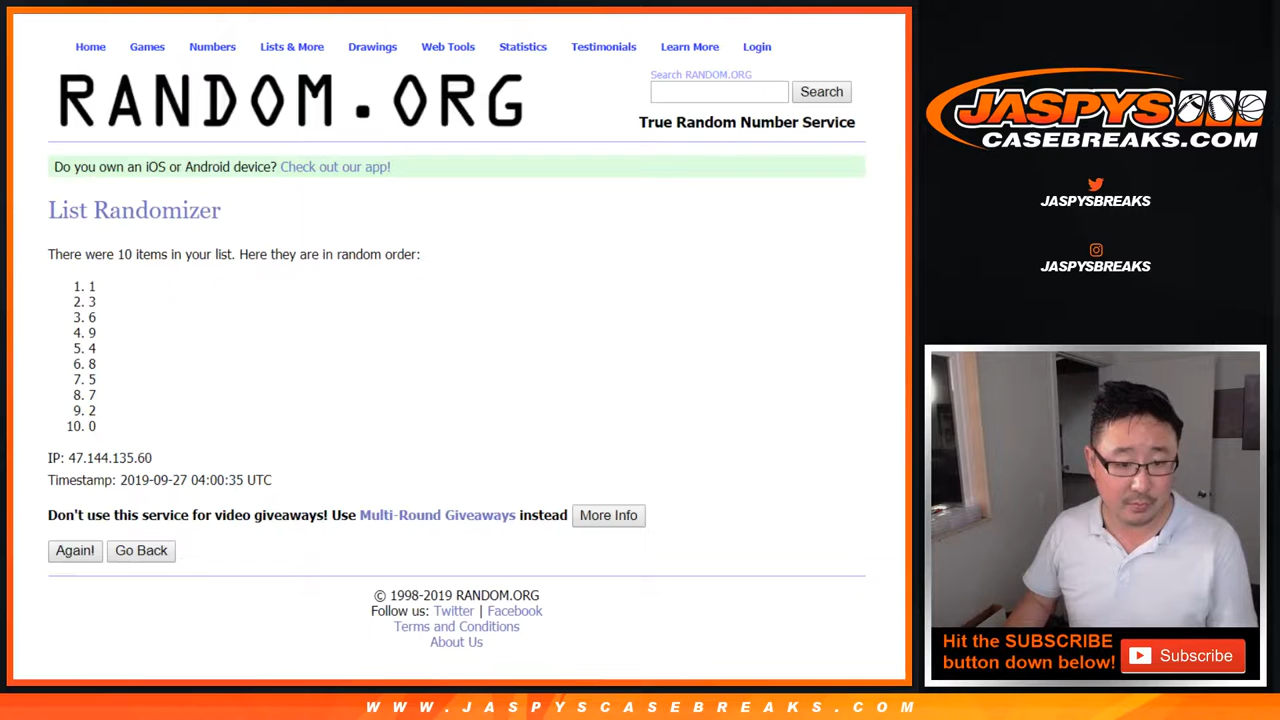 Home Games Numbers Lists & More Drawings Web Tools Statistics Testimonials Learn More Login
RANDOM.ORG
Search RANDOM.ORG
Search
True Random Number Service
Do you own an iOS or Android device? Check out our app!
List Randomizer
There were 10 items in your list. Here they are in random order:
1. 1
2. 3
3. 6
4. 9
5. 4
6. 8
7. 5
8. 7
9. 2
10. 0
IP: 47.144.135.60
Timestamp: 2019-09-27 04:00:35 UTC
Don't use this service for video giveaways! Use Multi-Round Giveaways instead More Info
Again! Go Back
© 1998-2019 RANDOM.ORG
Follow us: Twitter | Facebook
Terms and Conditions
About Us
JASPYS
CASEBREAKS.COM
JASPYSBREAKS
JASPYSBREAKS
Hit the SUBSCRIBE
button down below!
Subscribe
WWW.JASPYSCASEBREAKS.COM